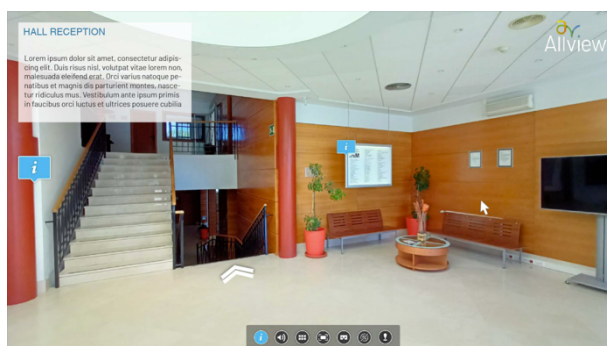 HALL RECEPTION
Lorem ipsum dolor sit amet, consectetur adipis-
cing elit. Duis risus nisl, volutpat vitae lorem non,
malesuada eleifend erat. Orci varius natoque pe-
natibus et magnis dis parturient montes, nasce-
tur ridiculus mus. Vestibulum ante ipsum primis
in faucibus orci luctus et ultrices posuere cubilia
Allview
i
i
i